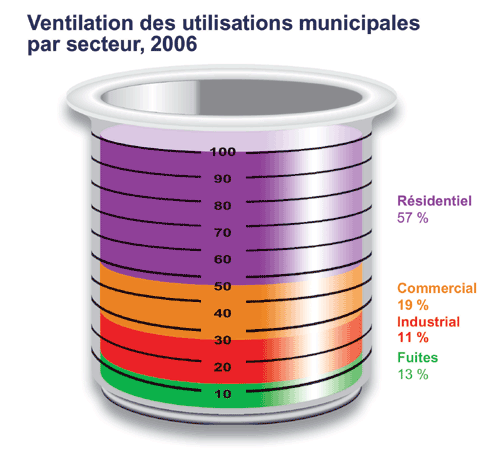 Ventilation des utilisations municipales
par secteur, 2006
100
90
80
70
60
50
40
30
20
10
Résidentiel
57 %
Commercial
19 %
Industrial
11 %
Fuites
13 %